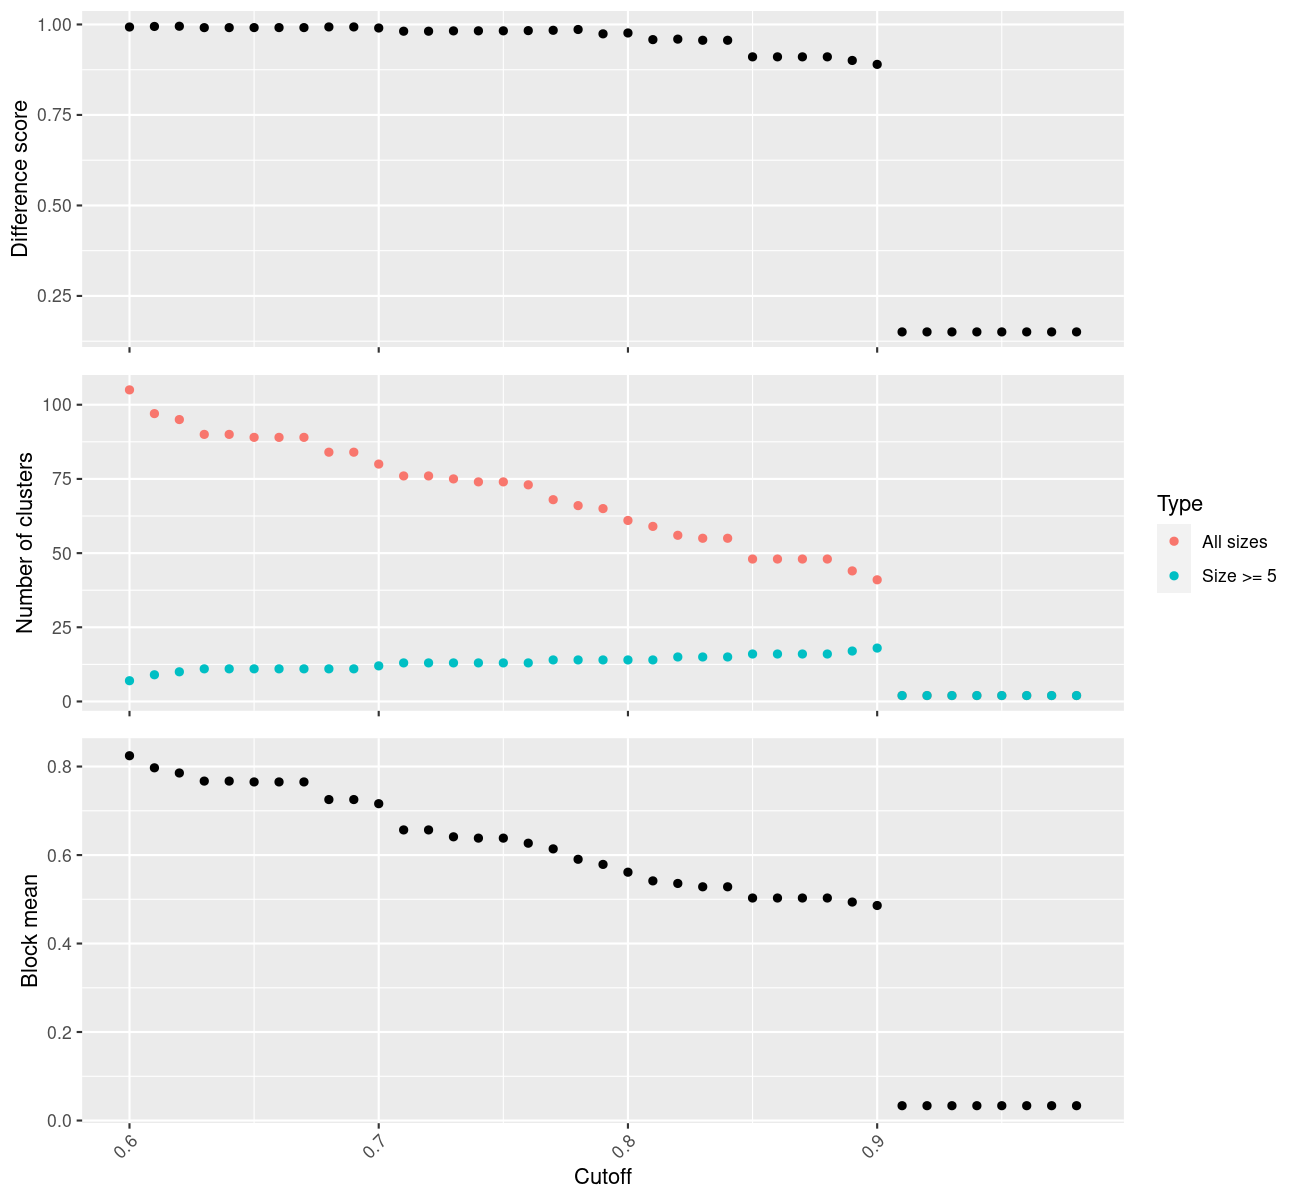 1.00
0.75
0.50
0.25
Difference score
100
75
50
25
0
Number of clusters
Type
All sizes
Size >= 5
0.8
0.6
0.4
0.2
0.0
Block mean
0.6 0.7 0.8 0.9
Cutoff